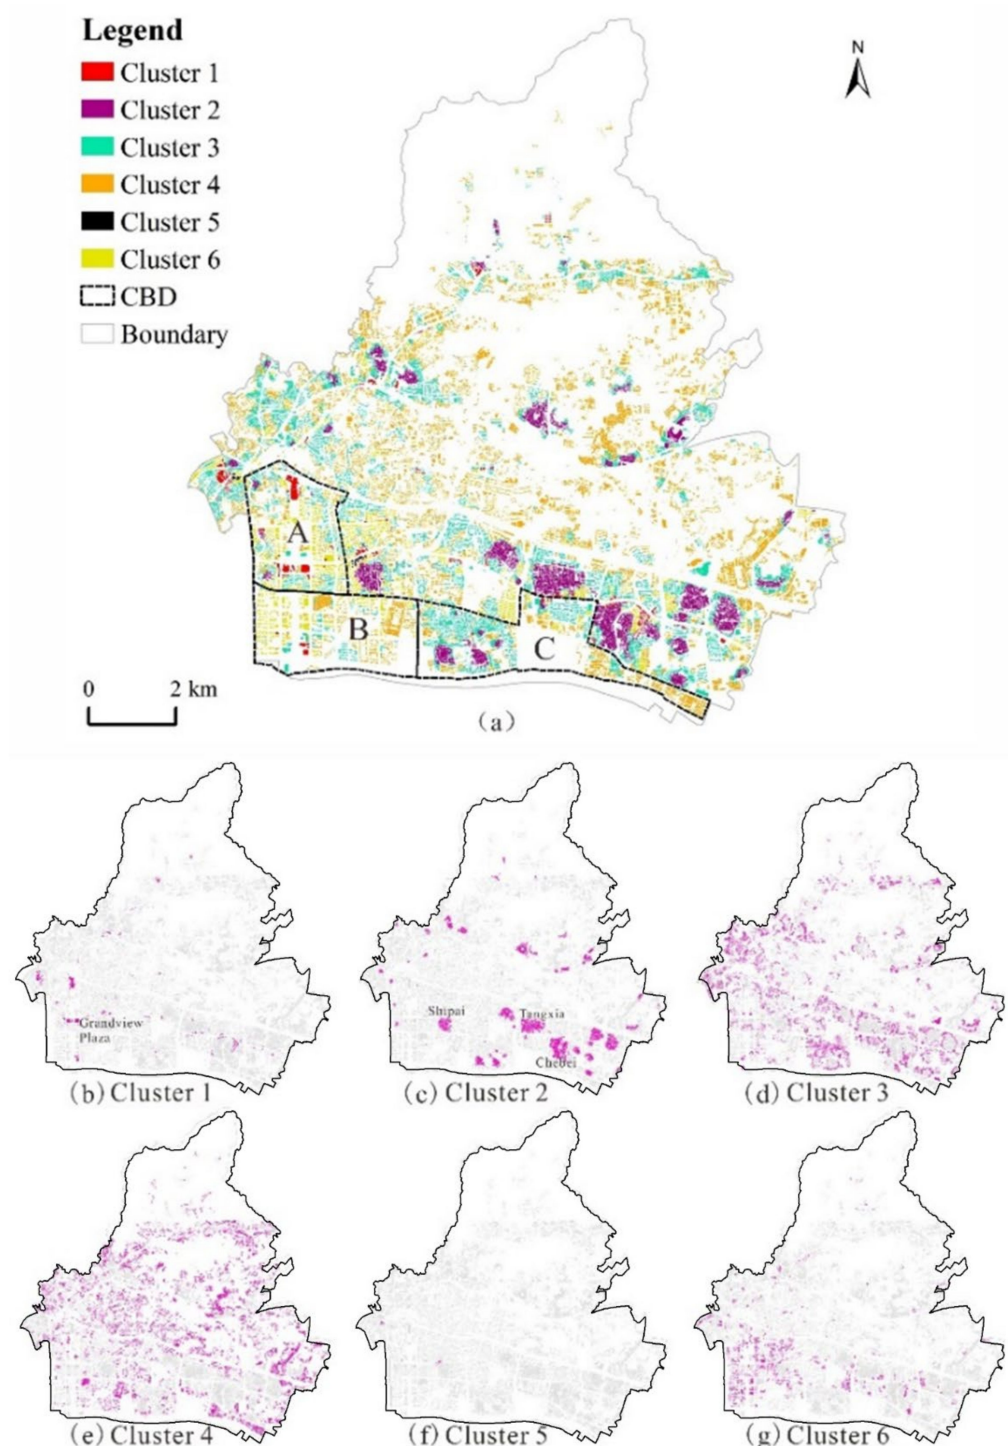 Legend
Cluster 1
Cluster 2
Cluster 3
Cluster 4
Cluster 5
Cluster 6
CBD
Boundary
N
A
B
C
0 2 km
(a)
Grandview
Plaza
(b) Cluster 1
Shipai
Tangxia
Chebei
(c) Cluster 2
(d) Cluster 3
(e) Cluster 4
(f) Cluster 5
(g) Cluster 6